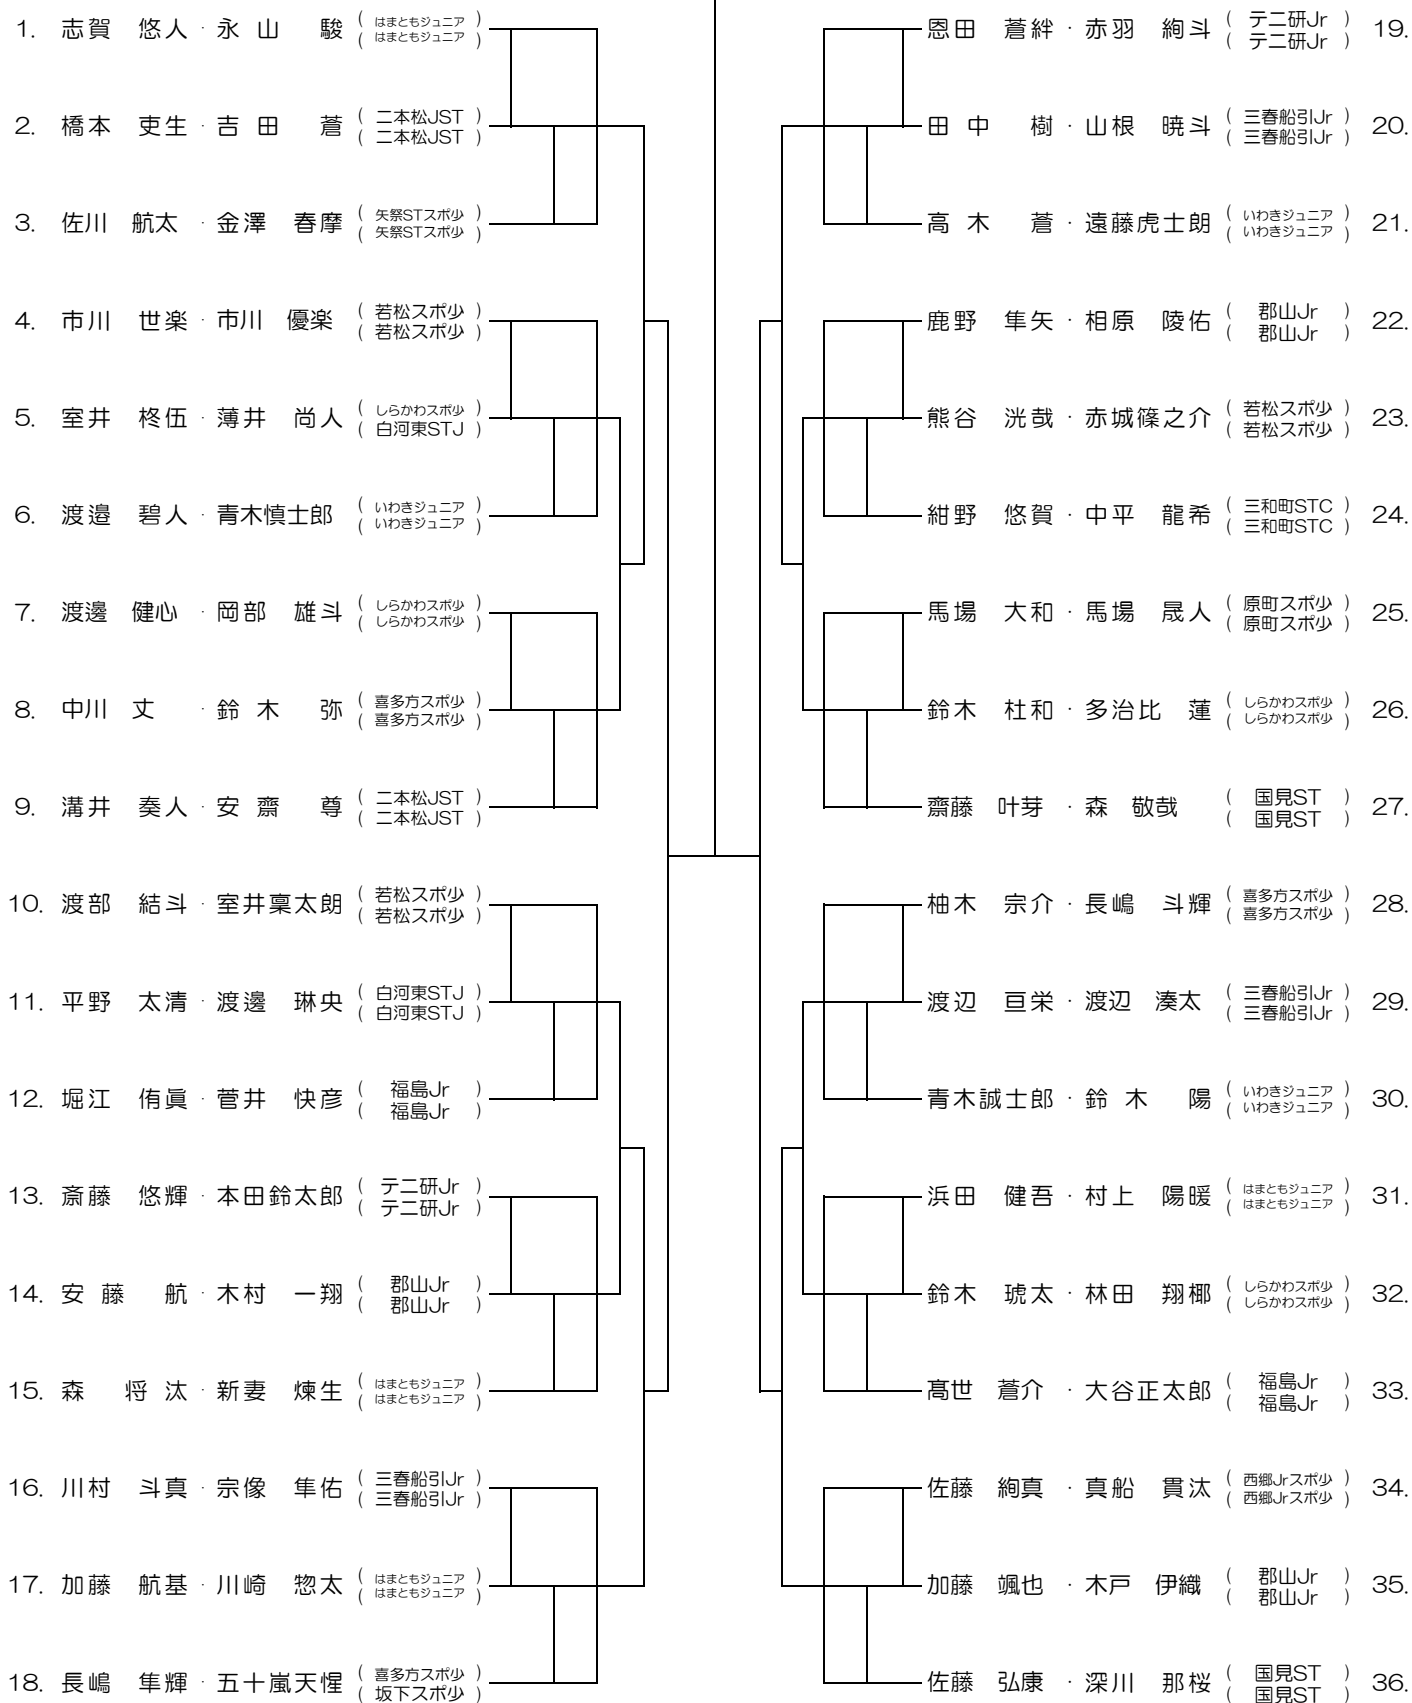 1. 志賀 悠人 · 永山 駿 (はまともジュニア) (はまともジュニア)
2. 橋本 吏生 · 吉田 蒼 (二本松JST) (二本松JST)
3. 佐川 航太 · 金澤 春摩 (矢祭STスポ少) (矢祭STスポ少)
4. 市川 世楽 · 市川 優楽 (若松スポ少) (若松スポ少)
5. 室井 柊伍 · 薄井 尚人 (しらかわスポ少) (白河東STJ)
6. 渡邉 碧人 · 青木慎士郎 (いわきジュニア) (いわきジュニア)
7. 渡邊 健心 · 岡部 雄斗 (しらかわスポ少) (しらかわスポ少)
8. 中川 丈 · 鈴木 弥 (喜多方スポ少) (喜多方スポ少)
9. 溝井 奏人 · 安齋 尊 (二本松JST) (二本松JST)
10. 渡部 結斗 · 室井稟太朗 (若松スポ少) (若松スポ少)
11. 平野 太清 · 渡邊 琳央 (白河東STJ) (白河東STJ)
12. 堀江 侑眞 · 菅井 快彦 (福島Jr) (福島Jr)
13. 斎藤 悠輝 · 本田鈴太郎 (テニ研Jr) (テニ研Jr)
14. 安藤 航 · 木村 一翔 (郡山Jr) (郡山Jr)
15. 森 将汰 · 新妻 煉生 (はまともジュニア) (はまともジュニア)
16. 川村 斗真 · 宗像 隼佑 (三春船引Jr) (三春船引Jr)
17. 加藤 航基 · 川崎 惣太 (はまともジュニア) (はまともジュニア)
18. 長嶋 隼輝 · 五十嵐天惺 (喜多方スポ少) (坂下スポ少)
恩田 蒼絆 · 赤羽 絢斗 (テニ研Jr) (テニ研Jr) 19.
田中 樹 · 山根 暁斗 (三春船引Jr) (三春船引Jr) 20.
高木 蒼 · 遠藤虎士朗 (いわきジュニア) (いわきジュニア) 21.
鹿野 隼矢 · 相原 陵佑 (郡山Jr) (郡山Jr) 22.
熊谷 洸哉 · 赤城篠之介 (若松スポ少) (若松スポ少) 23.
紺野 悠賀 · 中平 龍希 (三和町STC) (三和町STC) 24.
馬場 大和 · 馬場 晟人 (原町スポ少) (原町スポ少) 25.
鈴木 杜和 · 多治比 蓮 (しらかわスポ少) (しらかわスポ少) 26.
齋藤 叶芽 · 森 敬哉 (国見ST) (国見ST) 27.
柚木 宗介 · 長嶋 斗輝 (喜多方スポ少) (喜多方スポ少) 28.
渡辺 亘栄 · 渡辺 湊太 (三春船引Jr) (三春船引Jr) 29.
青木誠士郎 · 鈴木 陽 (いわきジュニア) (いわきジュニア) 30.
浜田 健吾 · 村上 陽暖 (はまともジュニア) (はまともジュニア) 31.
鈴木 琥太 · 林田 翔椰 (しらかわスポ少) (しらかわスポ少) 32.
髙世 蒼介 · 大谷正太郎 (福島Jr) (福島Jr) 33.
佐藤 絢真 · 真船 貫汰 (西郷Jrスポ少) (西郷Jrスポ少) 34.
加藤 颯也 · 木戸 伊織 (郡山Jr) (郡山Jr) 35.
佐藤 弘康 · 深川 那桜 (国見ST) (国見ST) 36.